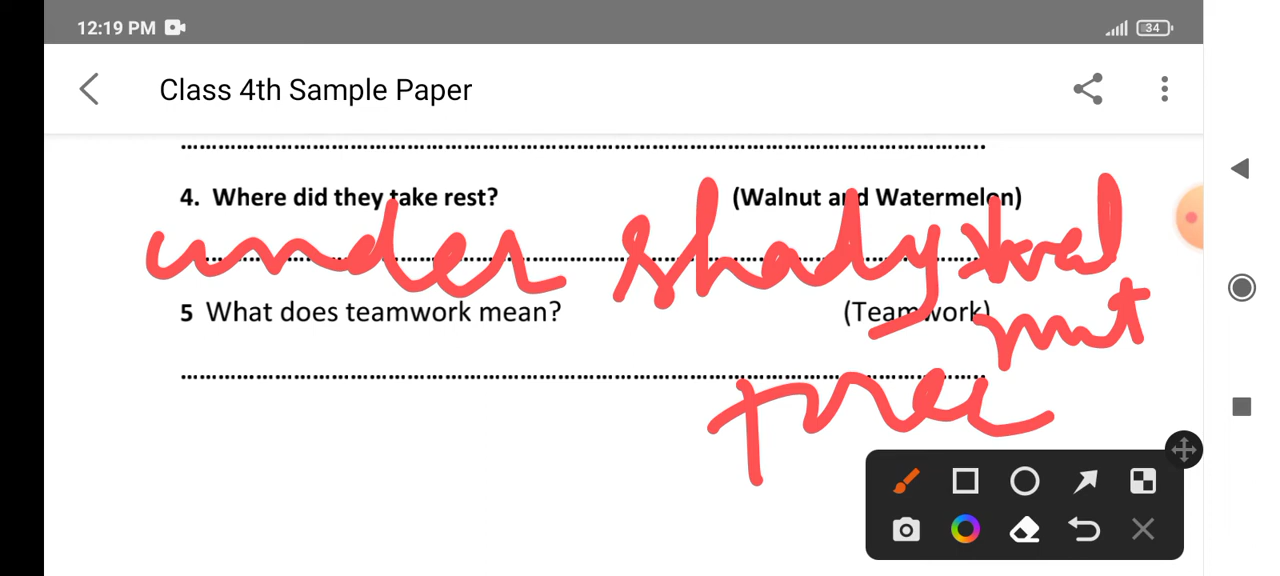 12:19 PM 34
Class 4th Sample Paper
4. Where did they take rest? (Walnut and Watermelon)
under shady
5 What does teamwork mean? (Teamwork)
tree